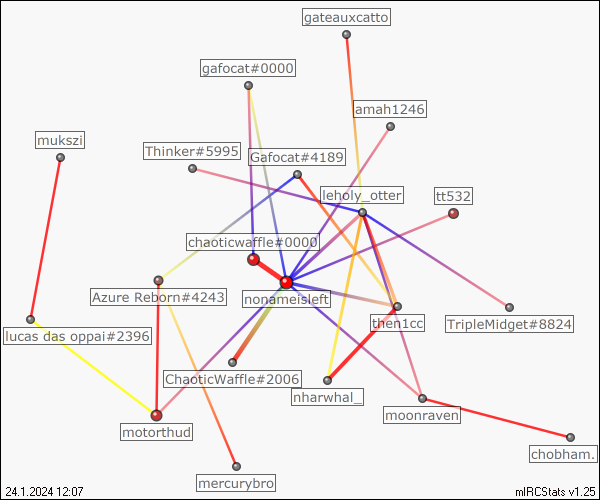 gateauxcatto
gafocat#0000
amah1246
mukszi
Thinker#5995
Gafocat#4189
leholy_otter
tt532
chaoticwaffle#0000
Azure Reborn#4243
nonameisleft
then1cc
TripleMidget#8824
lucas das oppai#2396
ChaoticWaffle#2006
nharwhal_
moonraven
motorthud
chobham.
mercurybro
24.1.2024 12:07
mIRCStats v1.25